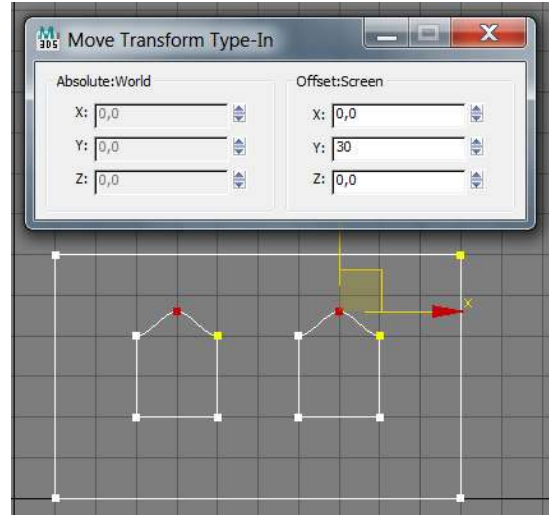 3DS Move Transform Type-In
Absolute:World
X: 0,0
Y: 0,0
Z: 0,0
Offset:Screen
X: 0,0
Y: 30
Z: 0,0
x